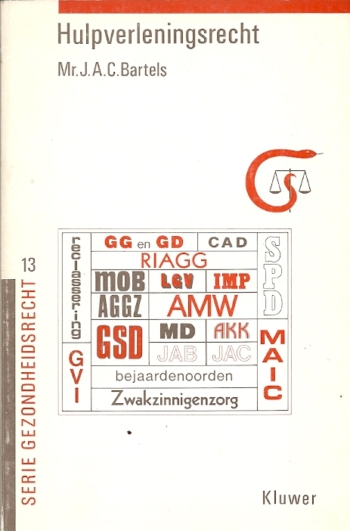 Hulpverleningsrecht
Mr.J.A.C.Bartels
SERIE GEZONDHEIDSRECHT 13
reclassering
GG en GD
CAD
RIAGG
SPD
MOB
LGV
IMP
AGGZ
AMW
GSD
MD
AKK
MAIC
JAB
JAC
GVI
bejaardenoorden
Zwakzinnigenzorg
Kluwer